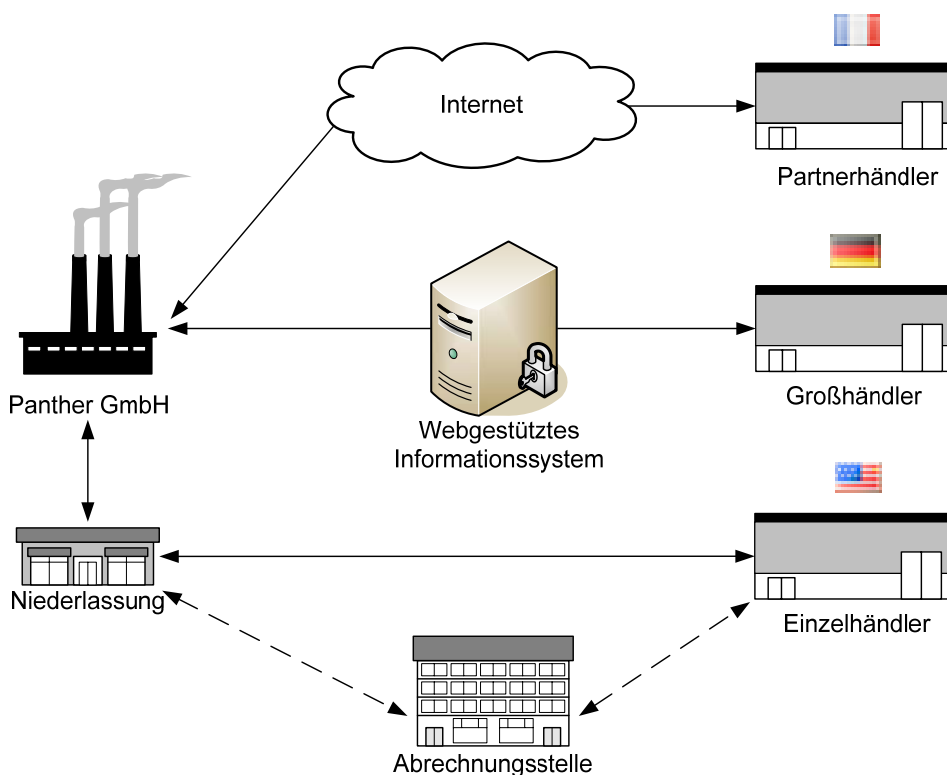 Internet
Partnerhändler
Panther GmbH
Großhändler
Webgestütztes
Informationssystem
Niederlassung
Einzelhändler
Abrechnungsstelle